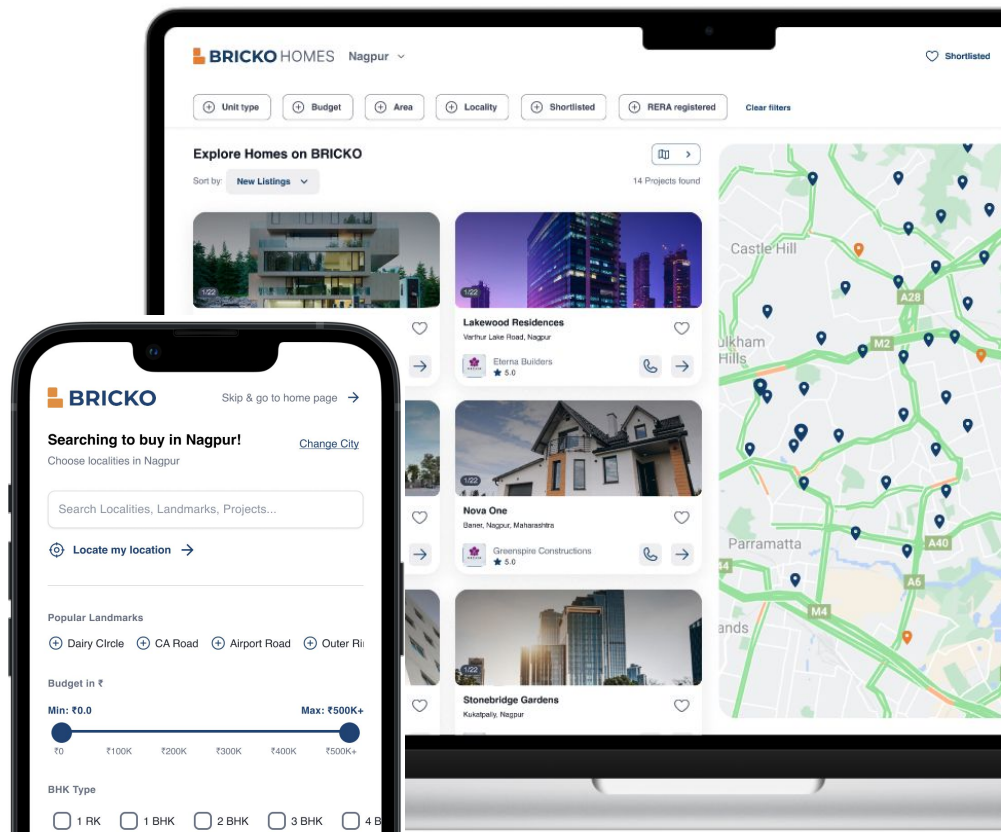 BRICKO HOMES Nagpur
Shortlisted
Unit type Budget Area Locality Shortlisted RERA registered Clear filters
Explore Homes on BRICKO
Sort by: New Listings
14 Projects found
1/22
1/22
Lakewood Residences
Varthur Lake Road, Nagpur
Eterna Builders
5.0
1/22
Nova One
Baner, Nagpur, Maharashtra
Greenspire Constructions
5.0
1/22
Stonebridge Gardens
Kukatpally, Nagpur
Castle Hill
A28
M2
ulkham
Hills
Parramatta
A40
44
A6
M4
ands
BRICKO
Skip & go to home page
Searching to buy in Nagpur!
Change City
Choose localities in Nagpur
Search Localities, Landmarks, Projects...
Locate my location
Popular Landmarks
Dairy CIrcle CA Road Airport Road Outer Ri
Budget in ₹
Min: ₹0.0 Max: ₹500K+
₹0 ₹100K ₹200K ₹300K ₹400K ₹500K+
BHK Type
1 RK 1 BHK 2 BHK 3 BHK 4 B